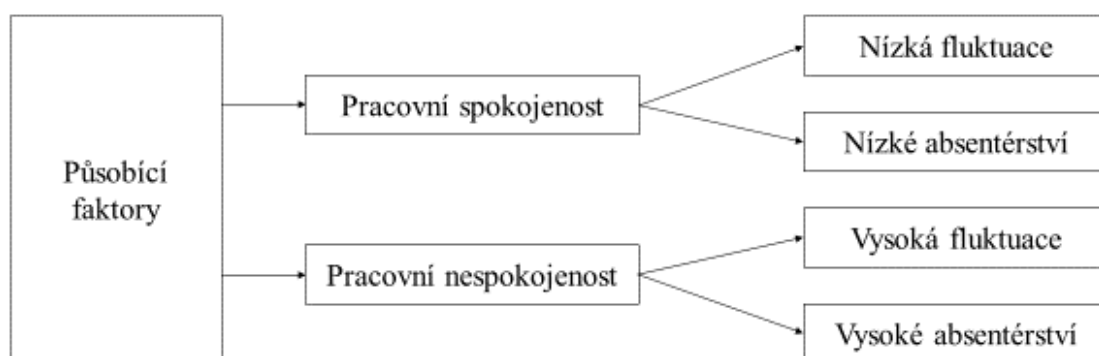 Působící
faktory
Pracovní spokojenost
Nízká fluktuace
Nízké absentérství
Pracovní nespokojenost
Vysoká fluktuace
Vysoké absentérství